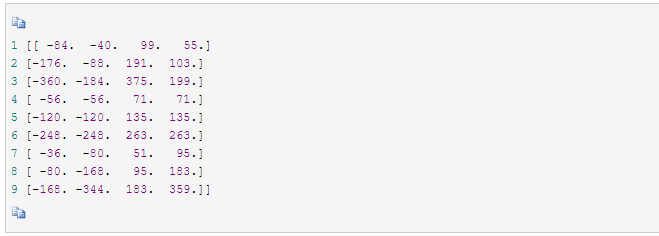 1 [[ -84.  -40.   99.   55.]
2 [-176.  -88.  191.  103.]
3 [-360. -184.  375.  199.]
4 [ -56.  -56.   71.   71.]
5 [-120. -120.  135.  135.]
6 [-248. -248.  263.  263.]
7 [ -36.  -80.   51.   95.]
8 [ -80. -168.   95.  183.]
9 [-168. -344.  183.  359.]]